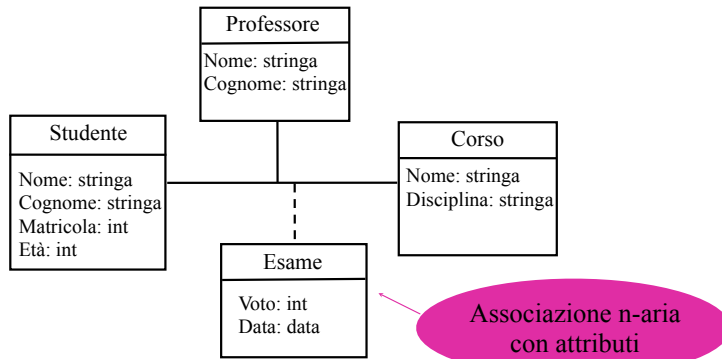 Professore
Nome: stringa
Cognome: stringa
Studente
Nome: stringa
Cognome: stringa
Matricola: int
Età: int
Corso
Nome: stringa
Disciplina: stringa
Esame
Voto: int
Data: data
Associazione n-aria
con attributi